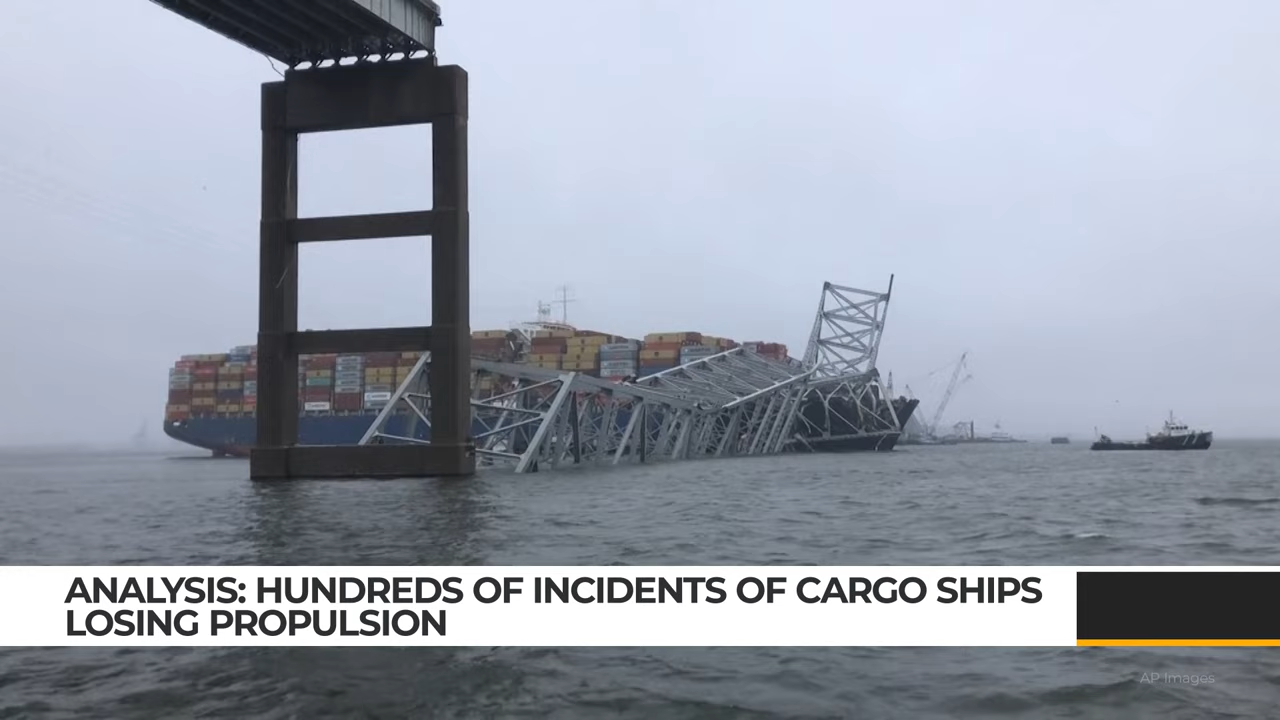 ANALYSIS: HUNDREDS OF INCIDENTS OF CARGO SHIPS
LOSING PROPULSION
AP Images